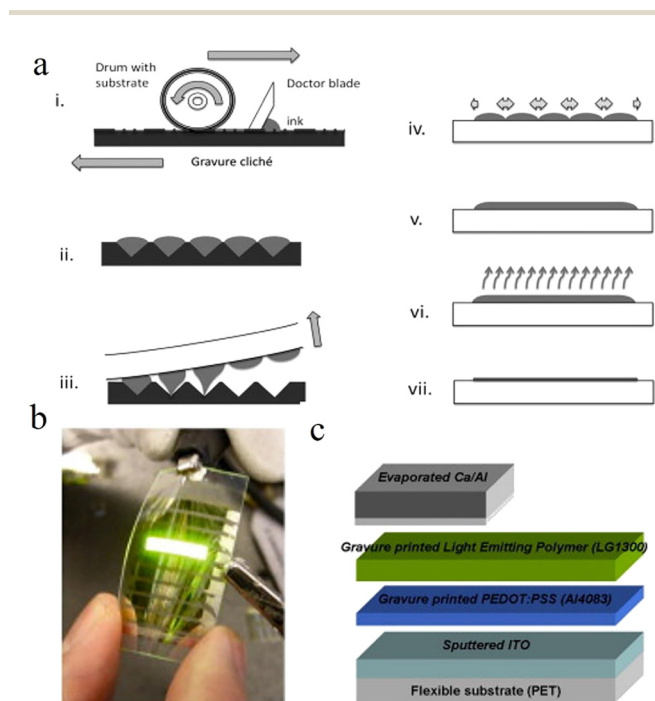 a
i.
Drum with
substrate
Doctor blade
ink
Gravure cliché
ii.
iii.
iv.
v.
vi.
vii.
b
c
Evaporated Ca/Al
Gravure printed Light Emitting Polymer (LG1300)
Gravure printed PEDOT:PSS (AI4083)
Sputtered ITO
Flexible substrate (PET)